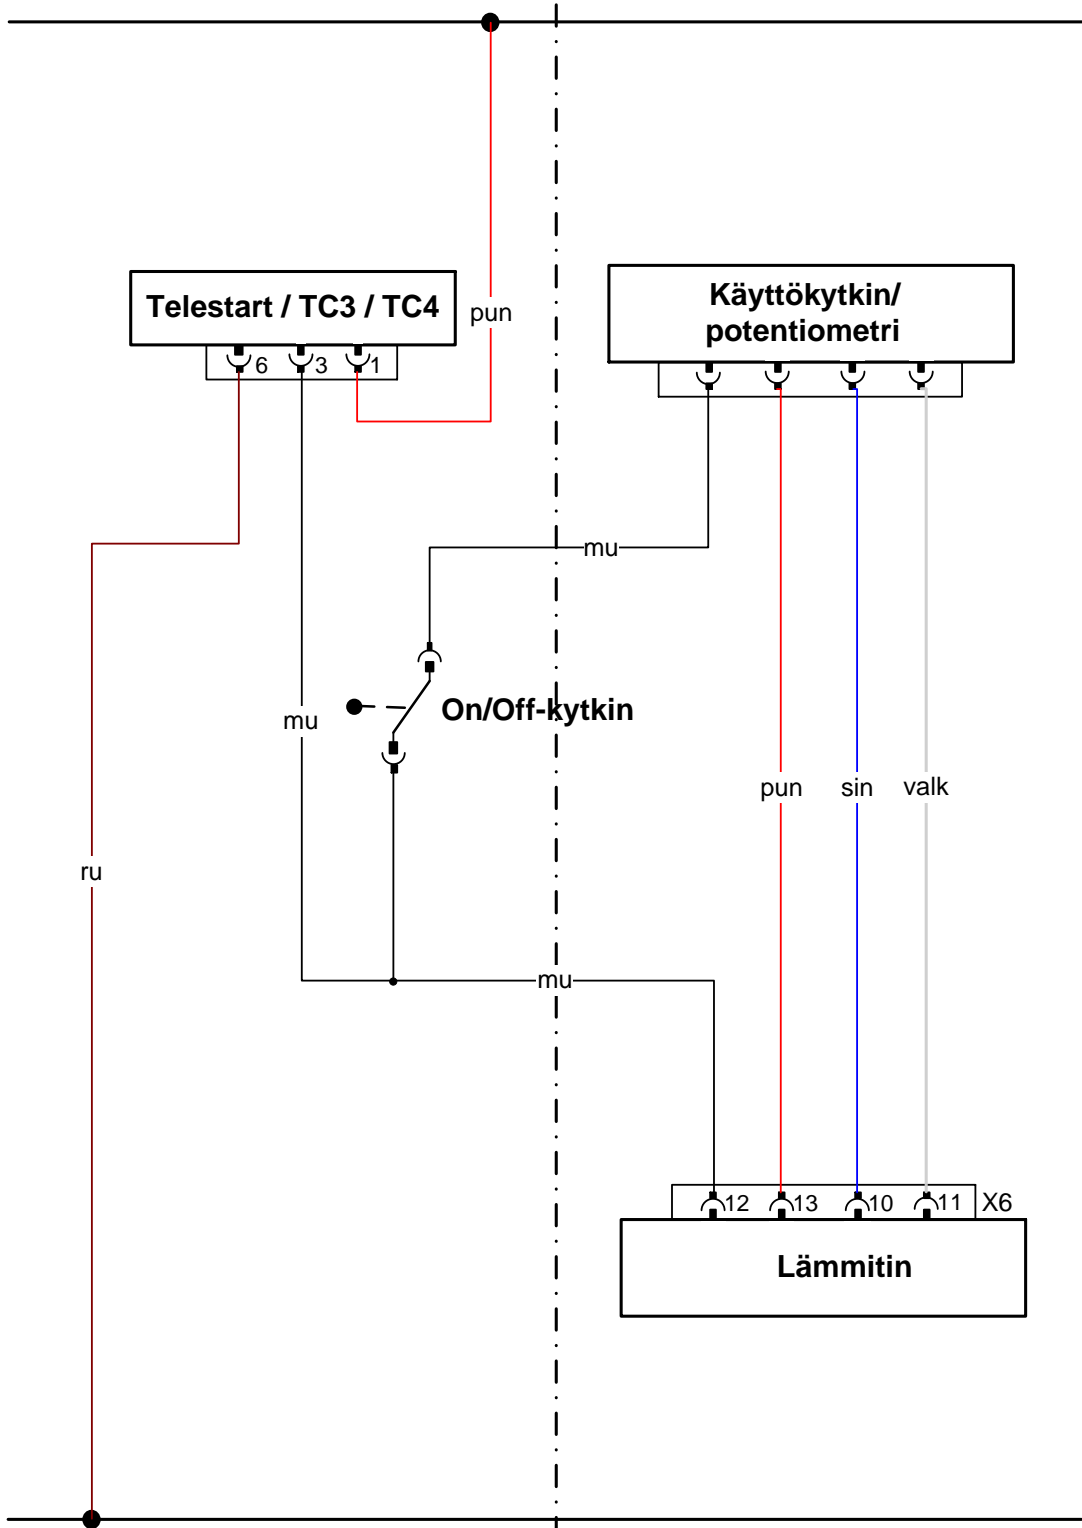 Telestart / TC3 / TC4
pun
Käyttökytkin/
potentiometri
6 3 1
mu
mu
On/Off-kytkin
pun sin valk
ru
mu
12 13 10 11 X6
Lämmitin